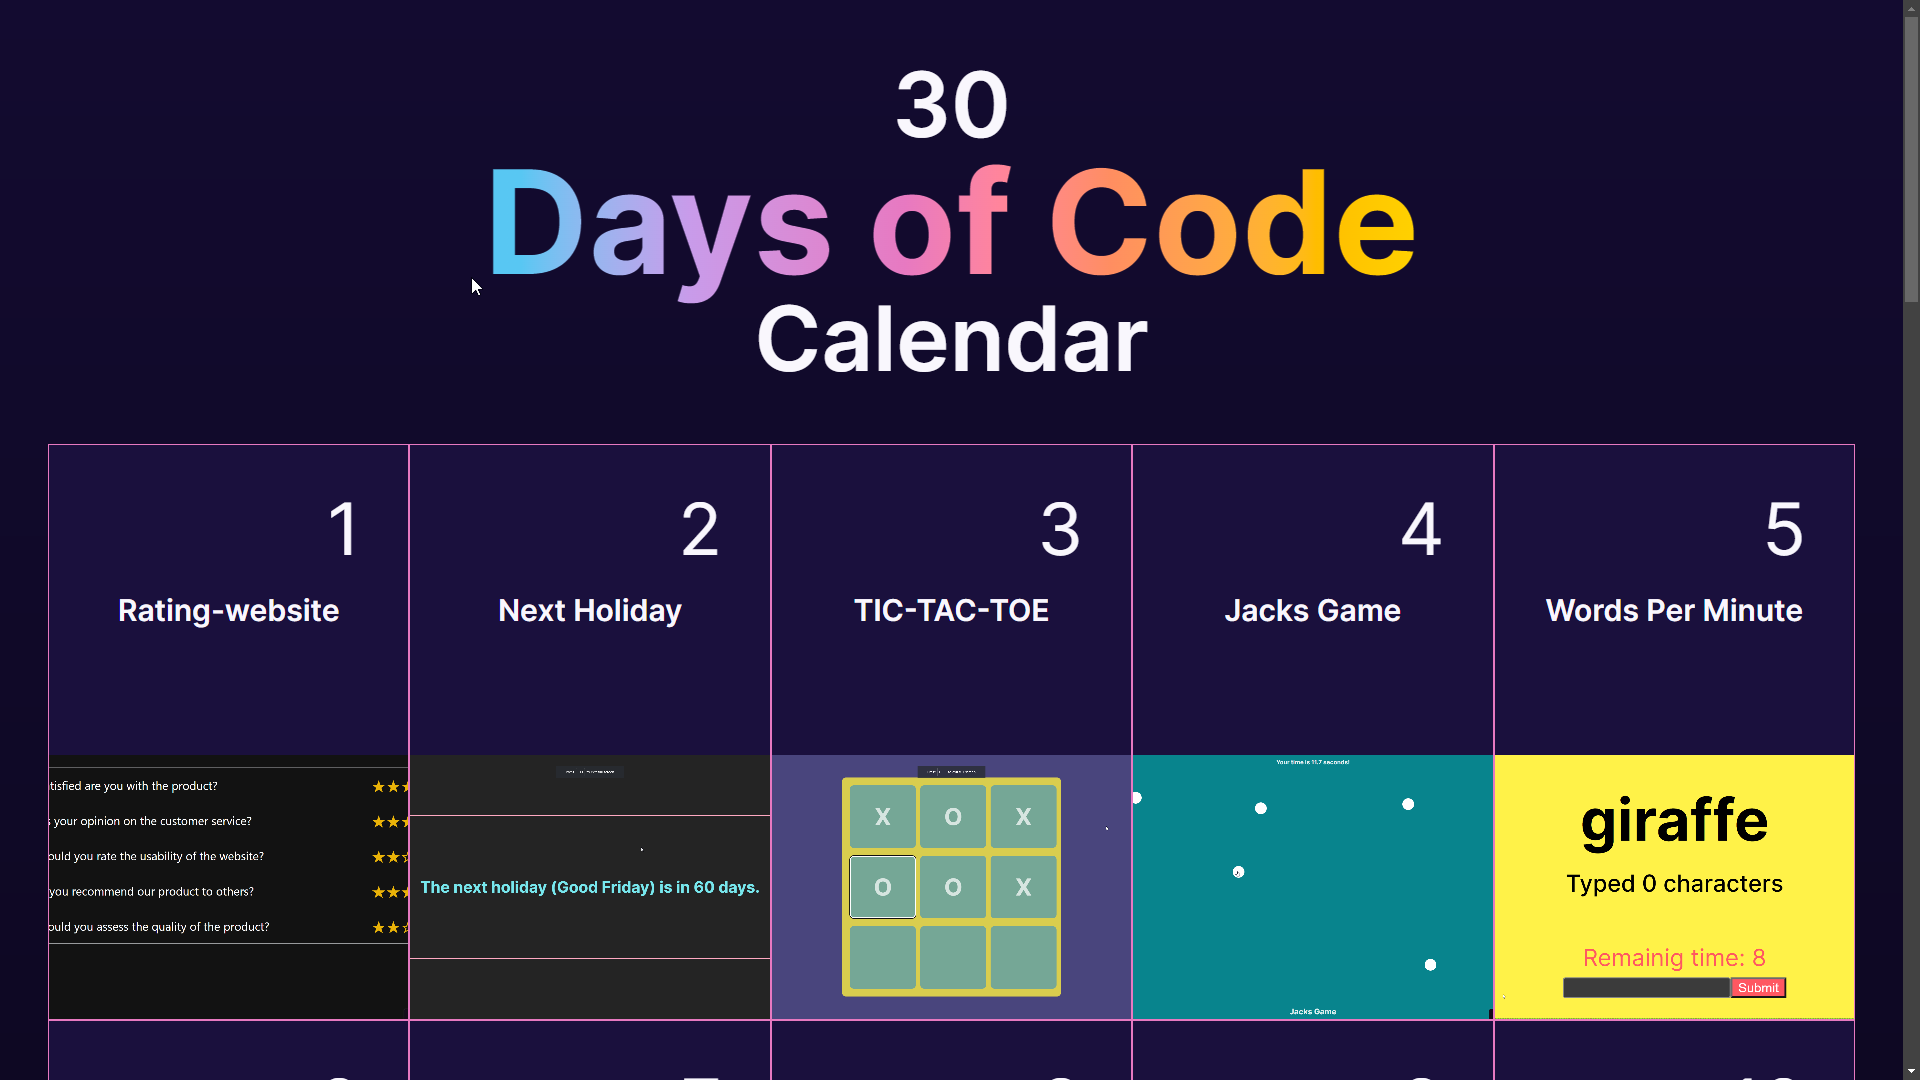 30
Days of Code
Calendar
1
2
3
4
5
Rating-website
Next Holiday
TIC-TAC-TOE
Jacks Game
Words Per Minute
tisfied are you with the product?
your opinion on the customer service?
ould you rate the usability of the website?
you recommend our product to others?
ould you assess the quality of the product?
The next holiday (Good Friday) is in 60 days.
X O X
O O X
Your time is 11.7 seconds!
Jacks Game
giraffe
Typed 0 characters
Remainig time: 8
Submit